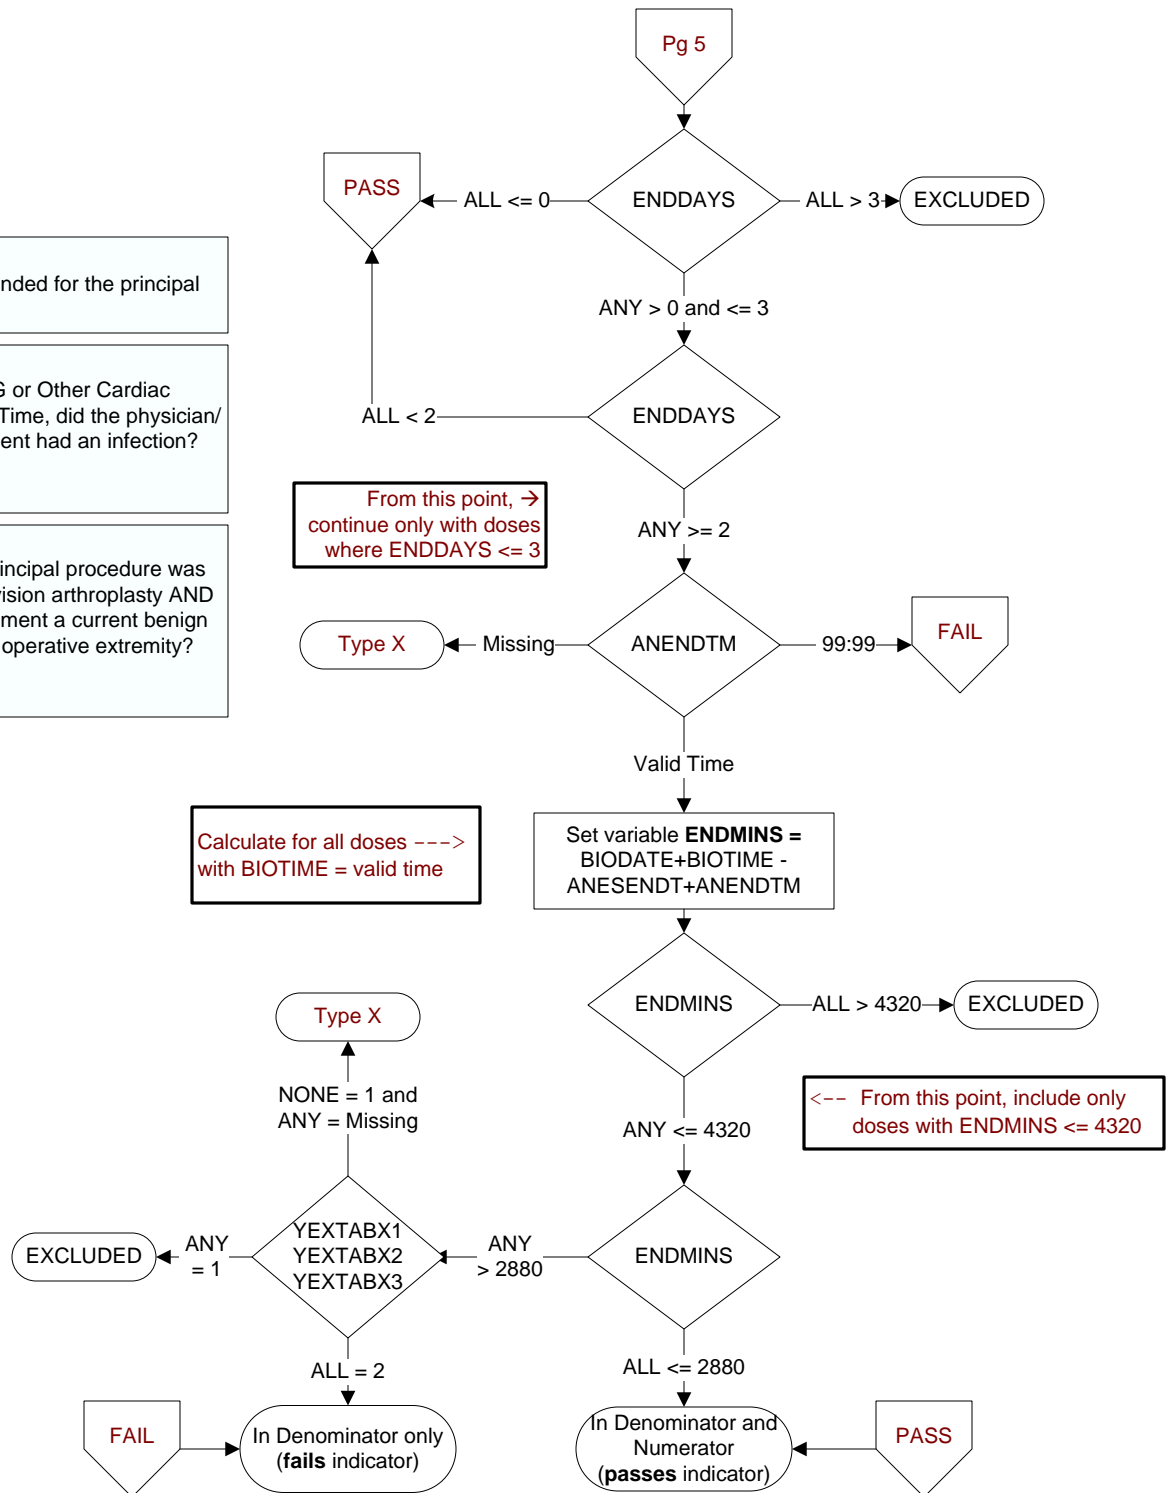 Pg 5
PASS
ALL <= 0
ENDDAYS
ALL > 3
EXCLUDED
nded for the principal
ANY > 0 and <= 3
G or Other Cardiac
Time, did the physician/
ent had an infection?
ALL < 2
ENDDAYS
From this point, →
continue only with doses
where ENDDAYS <= 3
ANY >= 2
incipal procedure was
vision arthroplasty AND
ment a current benign
operative extremity?
Type X
Missing
ANENDTM
99:99
FAIL
Valid Time
Calculate for all doses --->
with BIOTIME = valid time
Set variable ENDMINS =
BIODATE+BIOTIME -
ANESENDT+ANENDTM
ENDMINS
ALL > 4320
EXCLUDED
Type X
NONE = 1 and
ANY = Missing
ANY <= 4320
<-- From this point, include only
doses with ENDMINS <= 4320
EXCLUDED
ANY
= 1
YEXTABX1
YEXTABX2
YEXTABX3
ANY
> 2880
ENDMINS
ALL = 2
ALL <= 2880
FAIL
In Denominator only
(fails indicator)
In Denominator and
Numerator
(passes indicator)
PASS